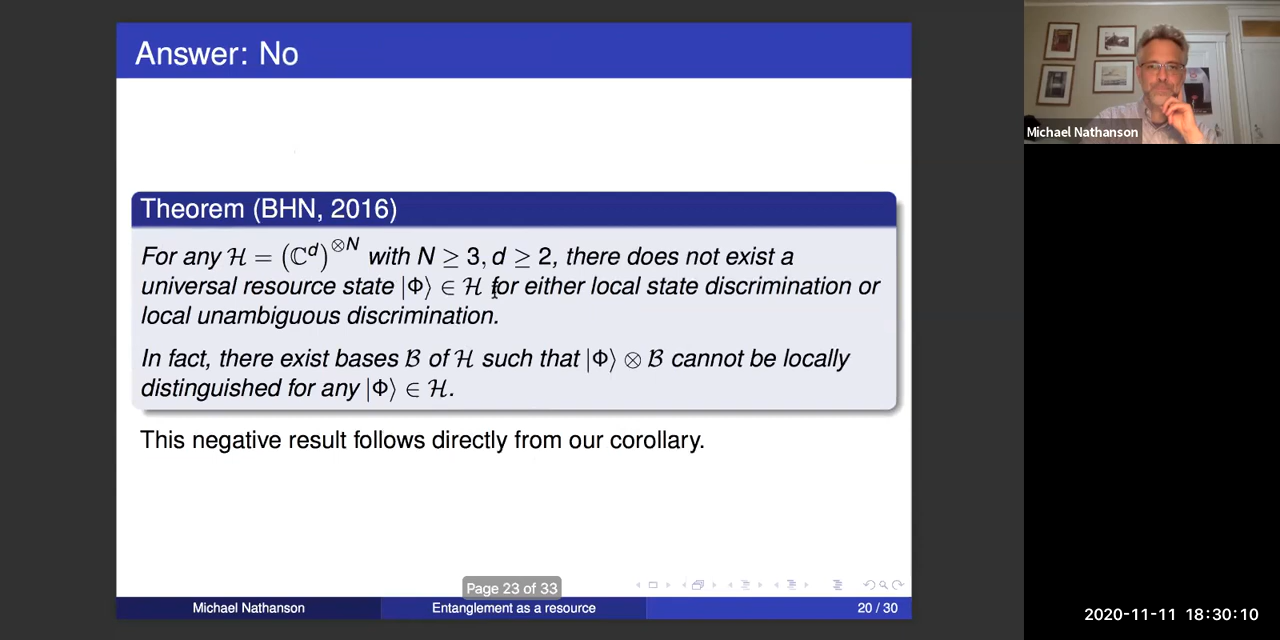 Answer: No
Theorem (BHN, 2016)
For any ℋ = (ℂ^d)^{⊗N} with N ≥ 3, d ≥ 2, there does not exist a
universal resource state |Φ⟩ ∈ ℋ for either local state discrimination or
local unambiguous discrimination.
In fact, there exist bases ℬ of ℋ such that |Φ⟩ ⊗ ℬ cannot be locally
distinguished for any |Φ⟩ ∈ ℋ.
This negative result follows directly from our corollary.
Page 23 of 33
Michael Nathanson
Entanglement as a resource
20 / 30
Michael Nathanson
2020-11-11 18:30:10